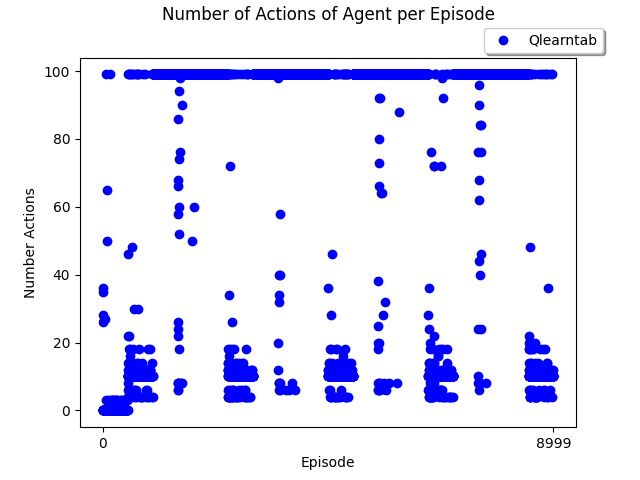 Number of Actions of Agent per Episode
Qlearntab
100
80
60
40
20
0
Number Actions
0
8999
Episode